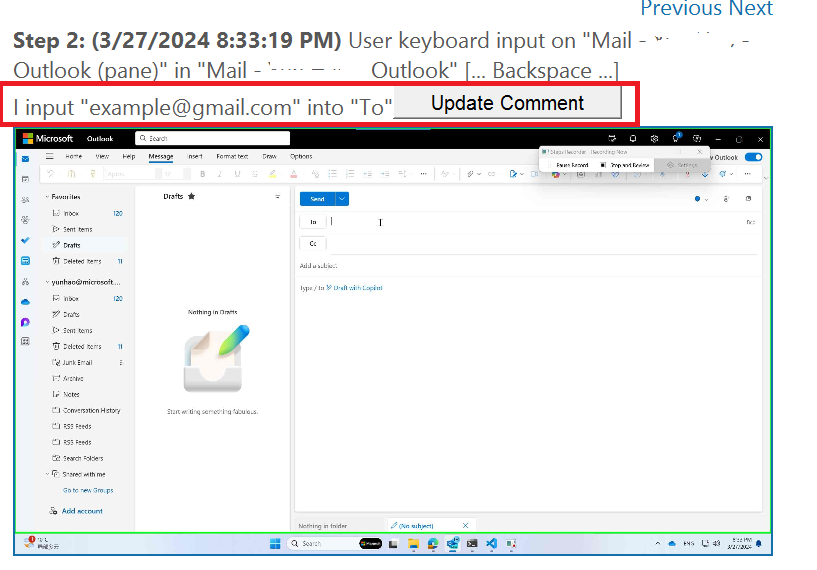 Previous Next
Step 2: (3/27/2024 8:33:19 PM) User keyboard input on "Mail -
Outlook (pane)" in "Mail - Outlook" [... Backspace ...]
I input "example@gmail.com" into "To" Update Comment
Microsoft Outlook Search
Steps Recorder - Recording Now
Pause Record Stop and Review Settings
Outlook
Home View Help Message Insert Format text Draw Options
Favorites
Inbox 120
Sent Items
Drafts
Deleted Items 11
yunhao@microsoft....
Inbox 120
Drafts
Sent Items
Deleted Items 11
Junk Email
Archive
Notes
Conversation History
RSS Feeds
RSS Feeds
Search Folders
Shared with me
Go to new Groups
Add account
Drafts
Nothing in Drafts
Start writing something fabulous.
Send
To
Bcc
Cc
Add a subject
Type / to Draft with Copilot
Nothing in folder (No subject)
Search Microsoft
ENG
8:33 PM
3/27/2024